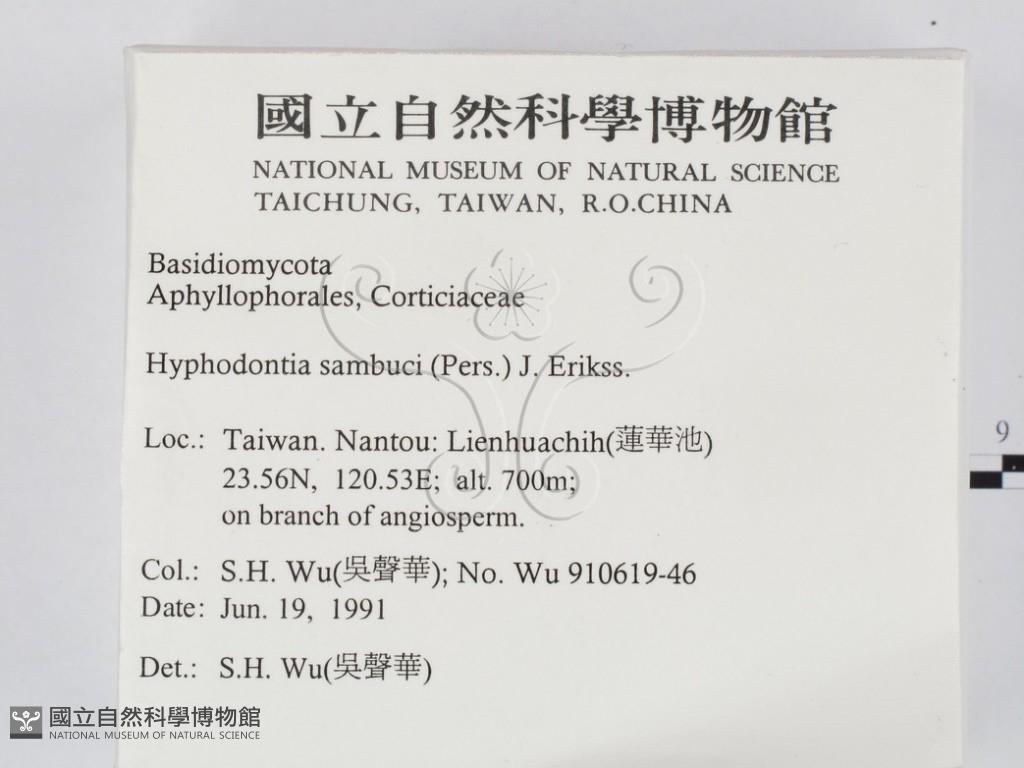 國立自然科學博物館
NATIONAL MUSEUM OF NATURAL SCIENCE
TAICHUNG, TAIWAN, R.O.CHINA
Basidiomycota
Aphyllophorales, Corticiaceae
Hyphodontia sambuci (Pers.) J. Erikss.
Loc.: Taiwan. Nantou: Lienhuachih(蓮華池)
23.56N, 120.53E; alt. 700m;
on branch of angiosperm.
Col.: S.H. Wu(吳聲華); No. Wu 910619-46
Date: Jun. 19, 1991
Det.: S.H. Wu(吳聲華)
9
國立自然科學博物館
NATIONAL MUSEUM OF NATURAL SCIENCE